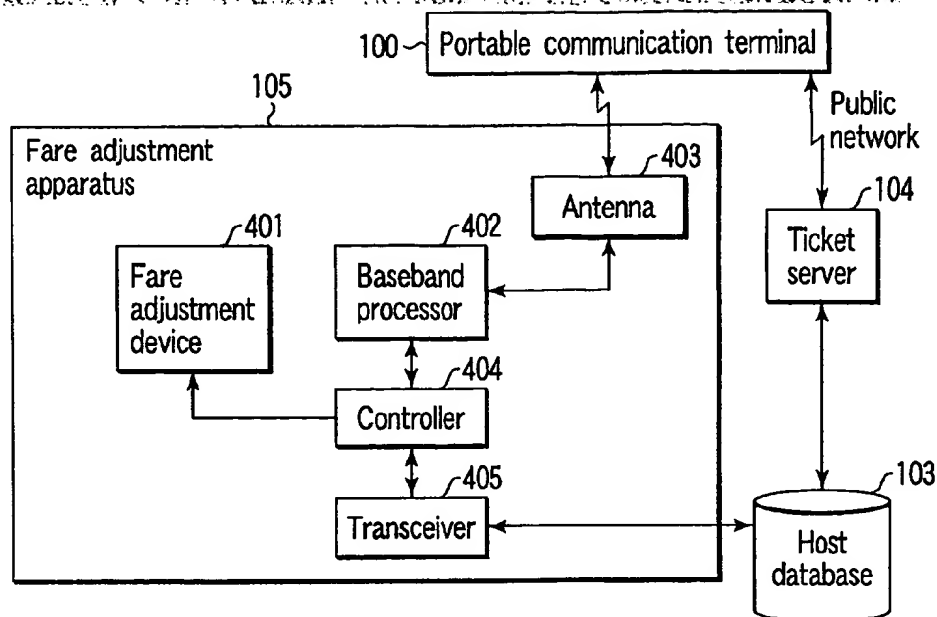 100
Portable communication terminal
105
Public
network
Fare adjustment
apparatus
403
Antenna
104
Ticket
server
401
Fare
adjustment
device
402
Baseband
processor
404
Controller
405
Transceiver
103
Host
database